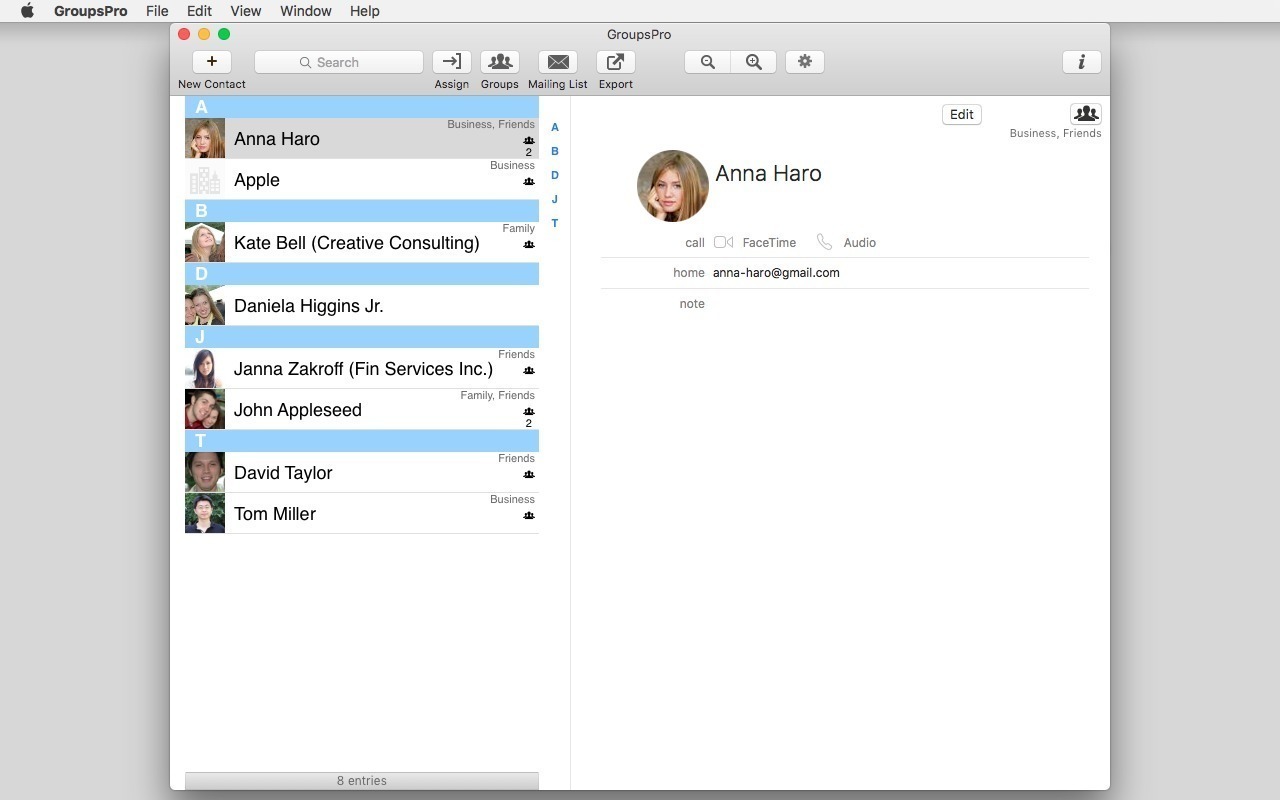 GroupsPro File Edit View Window Help
GroupsPro
+ Search
New Contact Assign Groups Mailing List Export
A
Business, Friends
Anna Haro
2
Business
Apple
B
Family
Kate Bell (Creative Consulting)
D
Daniela Higgins Jr.
J
Friends
Janna Zakroff (Fin Services Inc.)
Family, Friends
John Appleseed
2
T
Friends
David Taylor
Business
Tom Miller
8 entries
A
B
D
J
T
Edit
Business, Friends
Anna Haro
call FaceTime Audio
home anna-haro@gmail.com
note